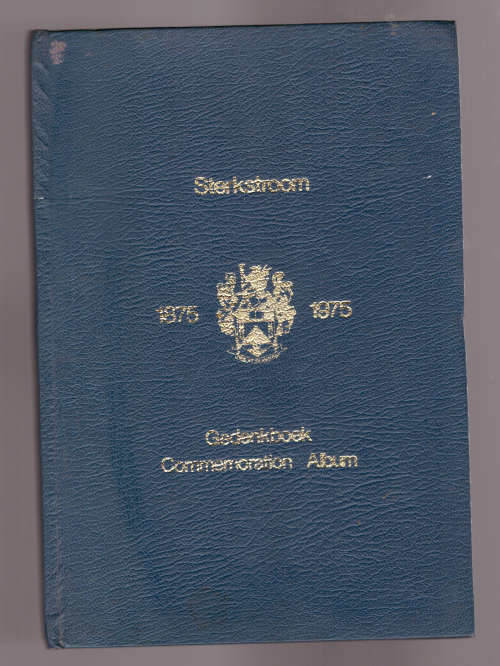 Sterkstroom
1875 1975
Gedenkboek
Commemoration Album